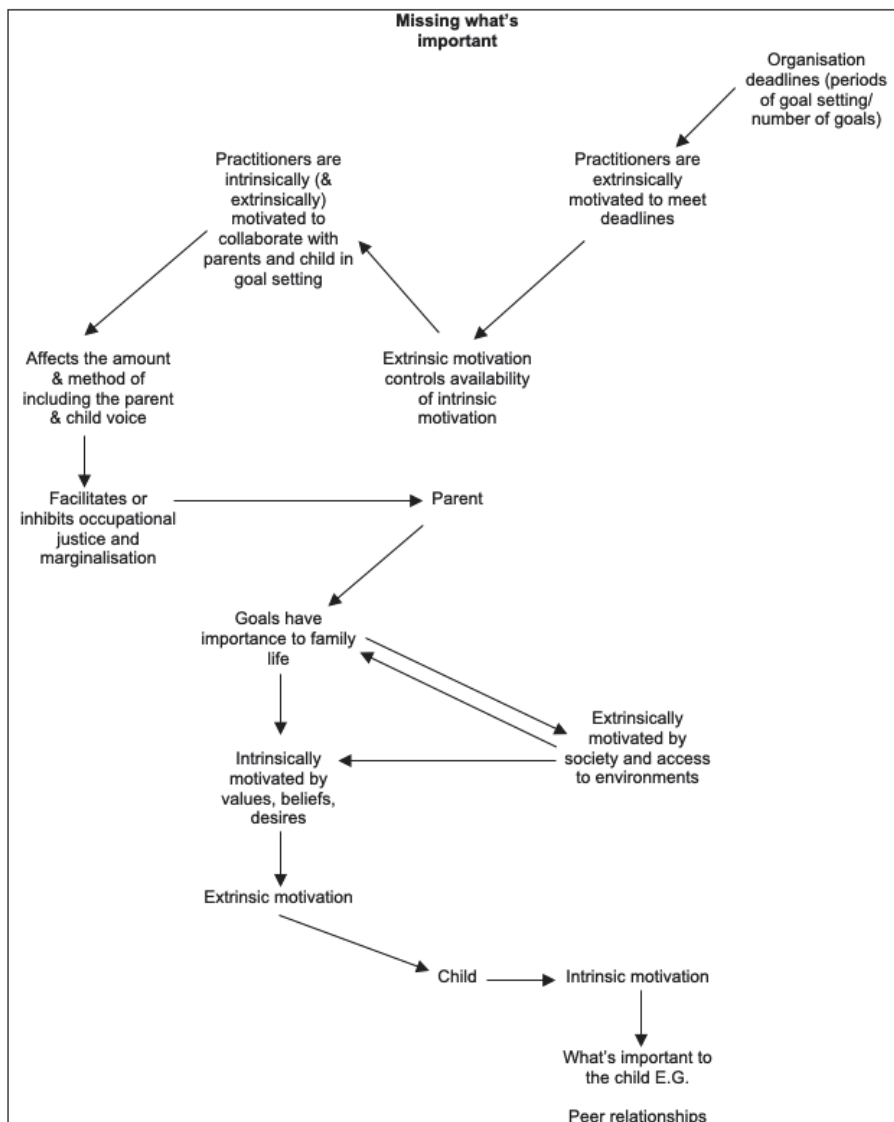 Missing what's
important
Organisation
deadlines (periods
of goal setting/
number of goals)
Practitioners are
extrinsically
motivated to meet
deadlines
Practitioners are
intrinsically (&
extrinsically)
motivated to
collaborate with
parents and child in
goal setting
Extrinsic motivation
controls availability
of intrinsic
motivation
Affects the amount
& method of
including the parent
& child voice
Facilitates or
inhibits occupational
justice and
marginalisation
Parent
Goals have
importance to family
life
Extrinsically
motivated by
society and access
to environments
Intrinsically
motivated by
values, beliefs,
desires
Extrinsic motivation
Child
Intrinsic motivation
What's important to
the child E.G.
Peer relationships